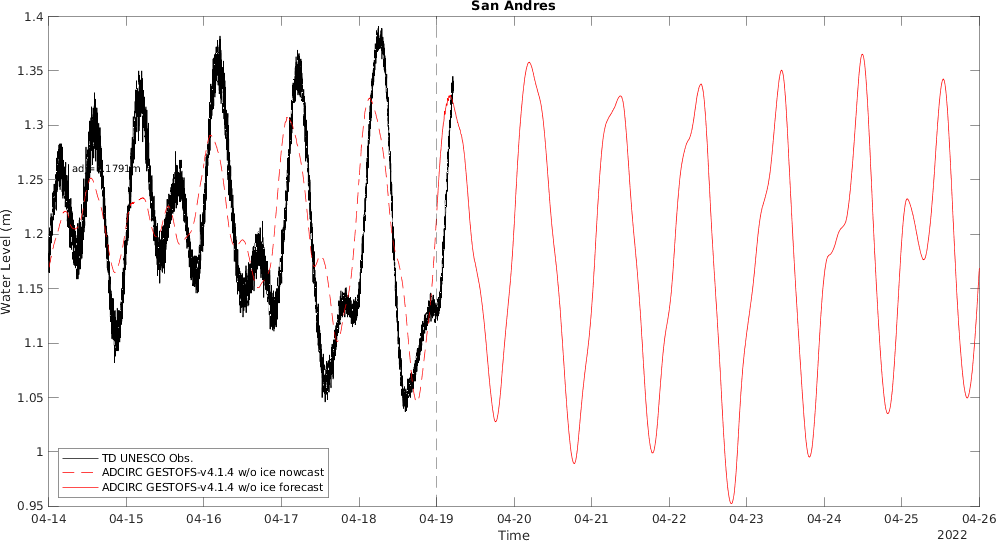 San Andres
Water Level (m)
1.4
1.35
1.3
1.25
1.2
1.15
1.1
1.05
1
0.95
TD UNESCO Obs.
ADCIRC GESTOFS-v4.1.4 w/o ice nowcast
ADCIRC GESTOFS-v4.1.4 w/o ice forecast
04-14 04-15 04-16 04-17 04-18 04-19 04-20 04-21 04-22 04-23 04-24 04-25 04-26
Time
2022